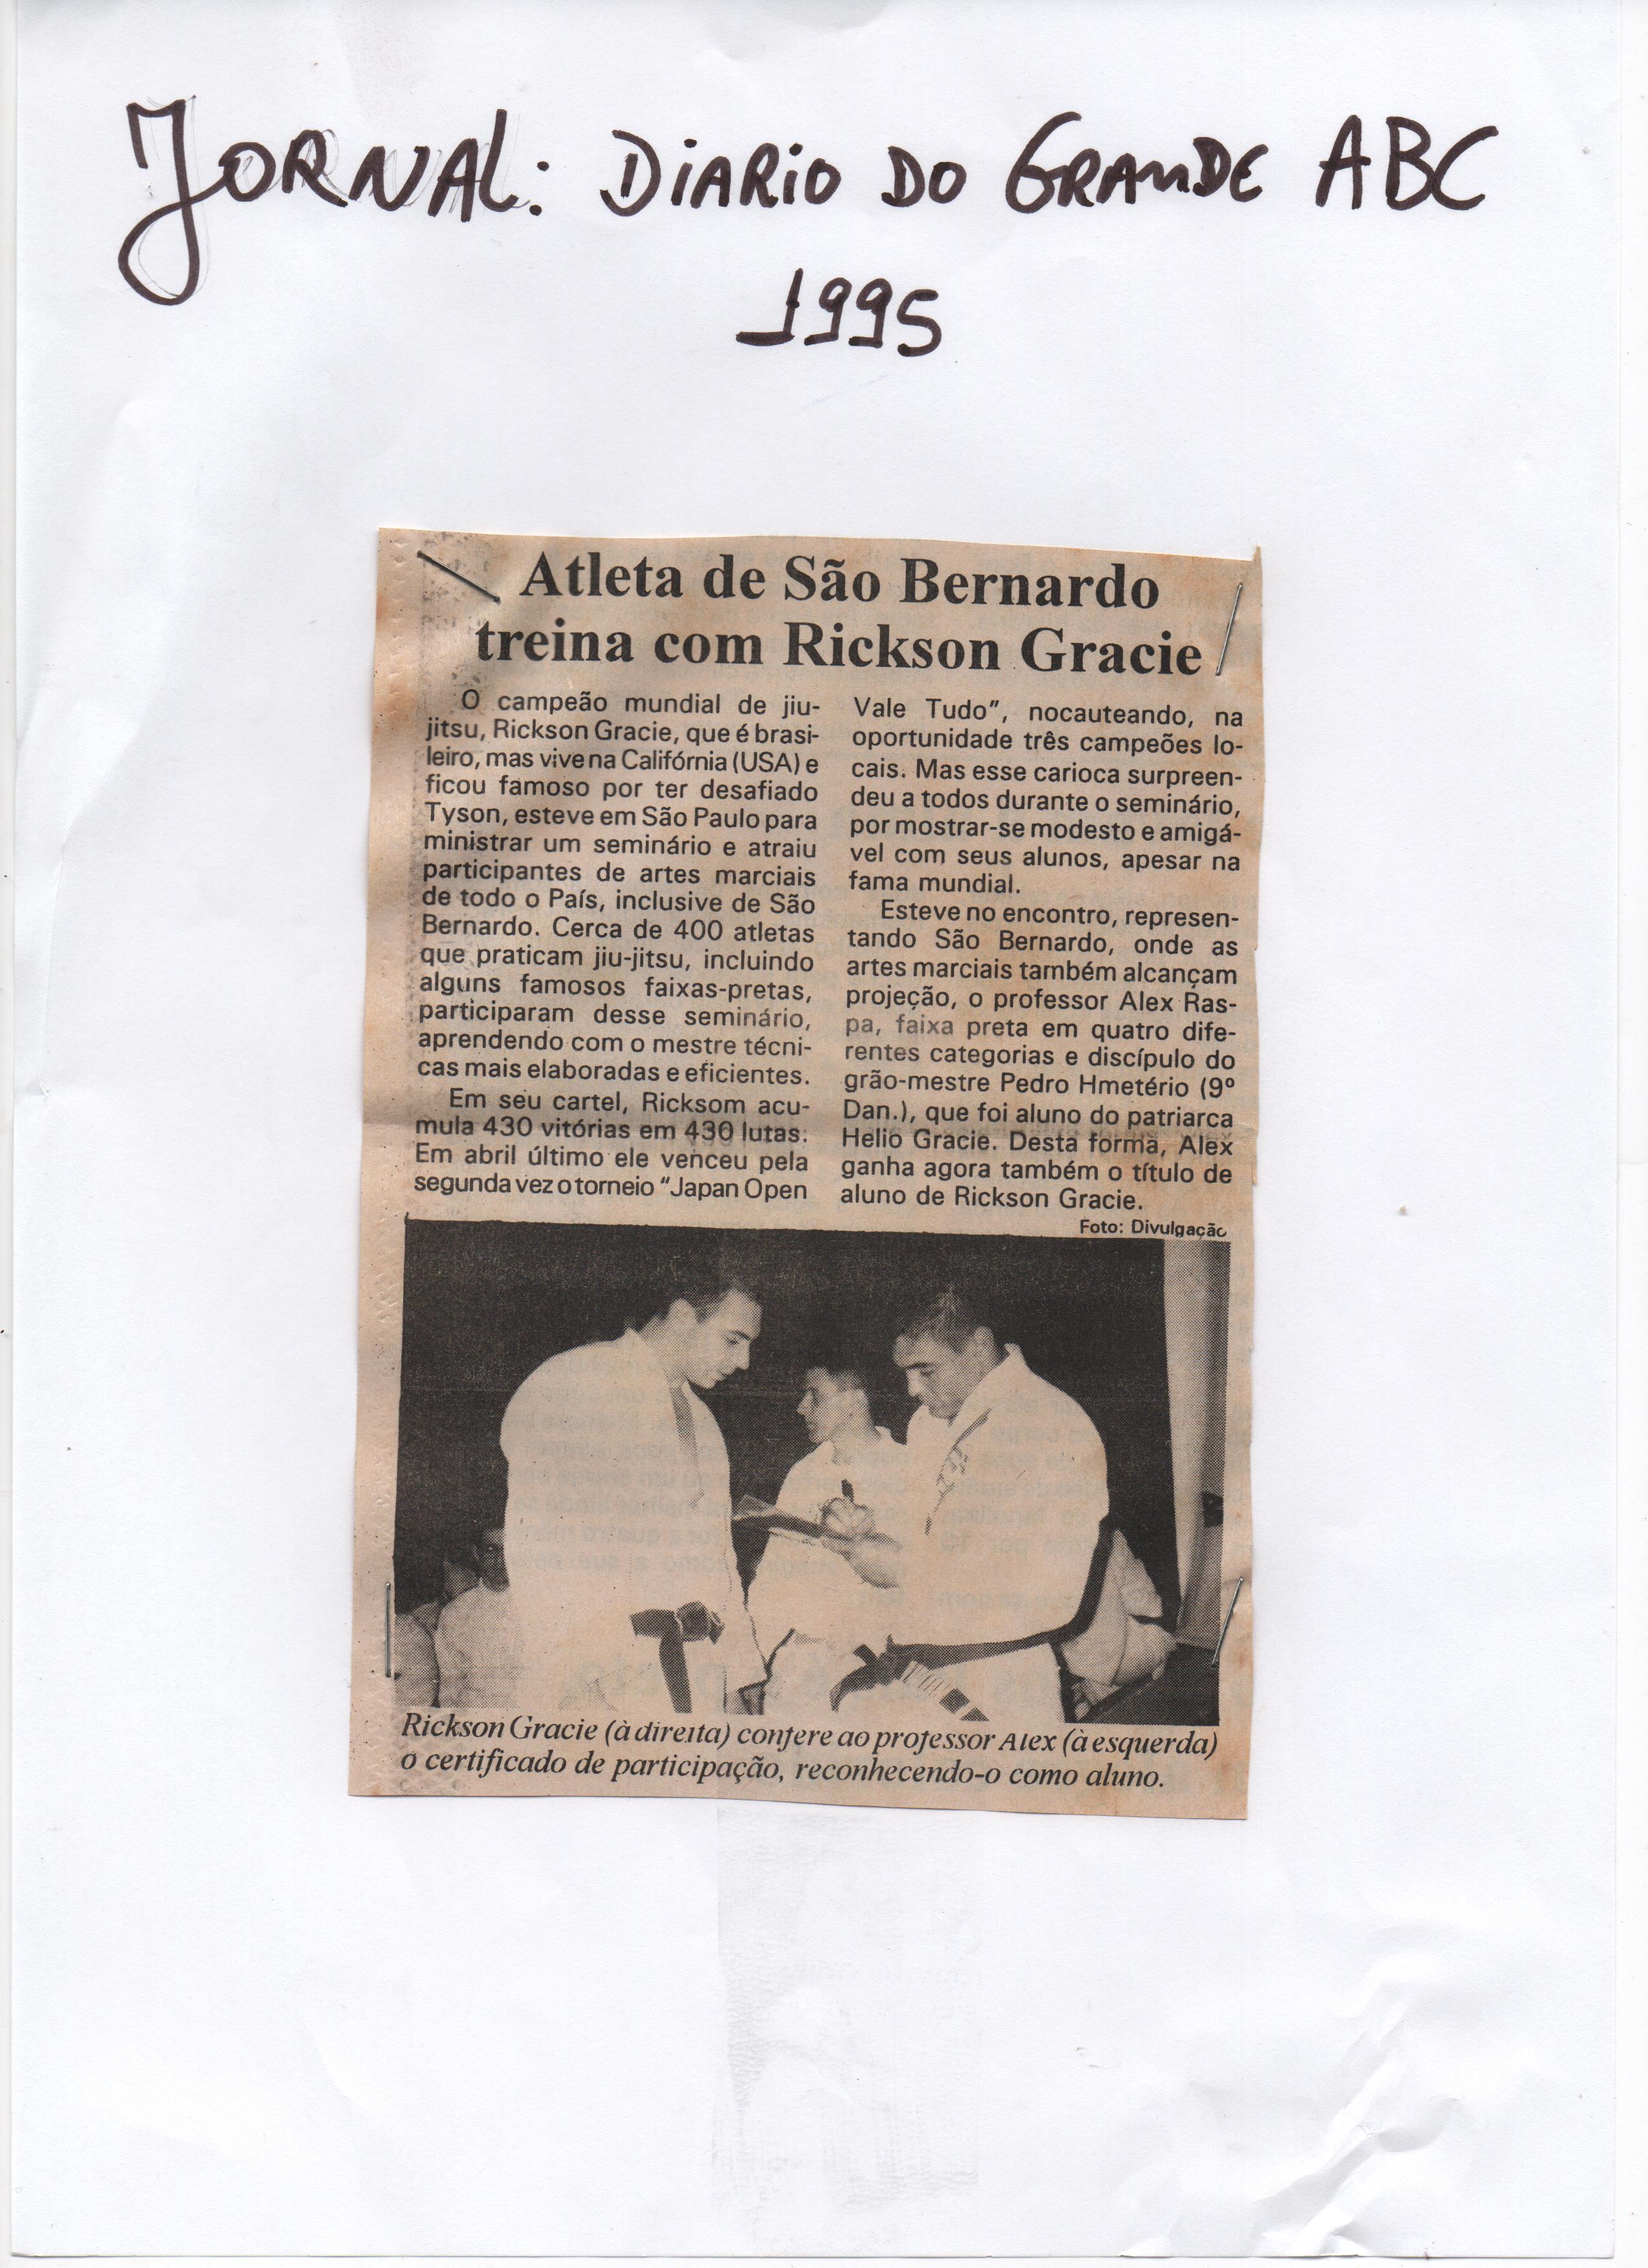 JORNAL: DIARIO DO GRANDE ABC
1995
Atleta de São Bernardo
treina com Rickson Gracie
O campeão mundial de jiu-
jitsu, Rickson Gracie, que é brasi-
leiro, mas vive na Califórnia (USA) e
ficou famoso por ter desafiado
Tyson, esteve em São Paulo para
ministrar um seminário e atraiu
participantes de artes marciais
de todo o País, inclusive de São
Bernardo. Cerca de 400 atletas
que praticam jiu-jitsu, incluindo
alguns famosos faixas-pretas,
participaram desse seminário,
aprendendo com o mestre técni-
cas mais elaboradas e eficientes.
Em seu cartel, Ricksom acu-
mula 430 vitórias em 430 lutas.
Em abril último ele venceu pela
segunda vez o torneio "Japan Open
Vale Tudo", nocauteando, na
oportunidade três campeões lo-
cais. Mas esse carioca surpreen-
deu a todos durante o seminário,
por mostrar-se modesto e amigá-
vel com seus alunos, apesar na
fama mundial.
Esteve no encontro, represen-
tando São Bernardo, onde as
artes marciais também alcançam
projeção, o professor Alex Ras-
pa, faixa preta em quatro dife-
rentes categorias e discípulo do
grão-mestre Pedro Hmetério (9º
Dan.), que foi aluno do patriarca
Helio Gracie. Desta forma, Alex
ganha agora também o título de
aluno de Rickson Gracie.
Foto: Divulgação
Rickson Gracie (à direita) confere ao professor Alex (à esquerda)
o certificado de participação, reconhecendo-o como aluno.